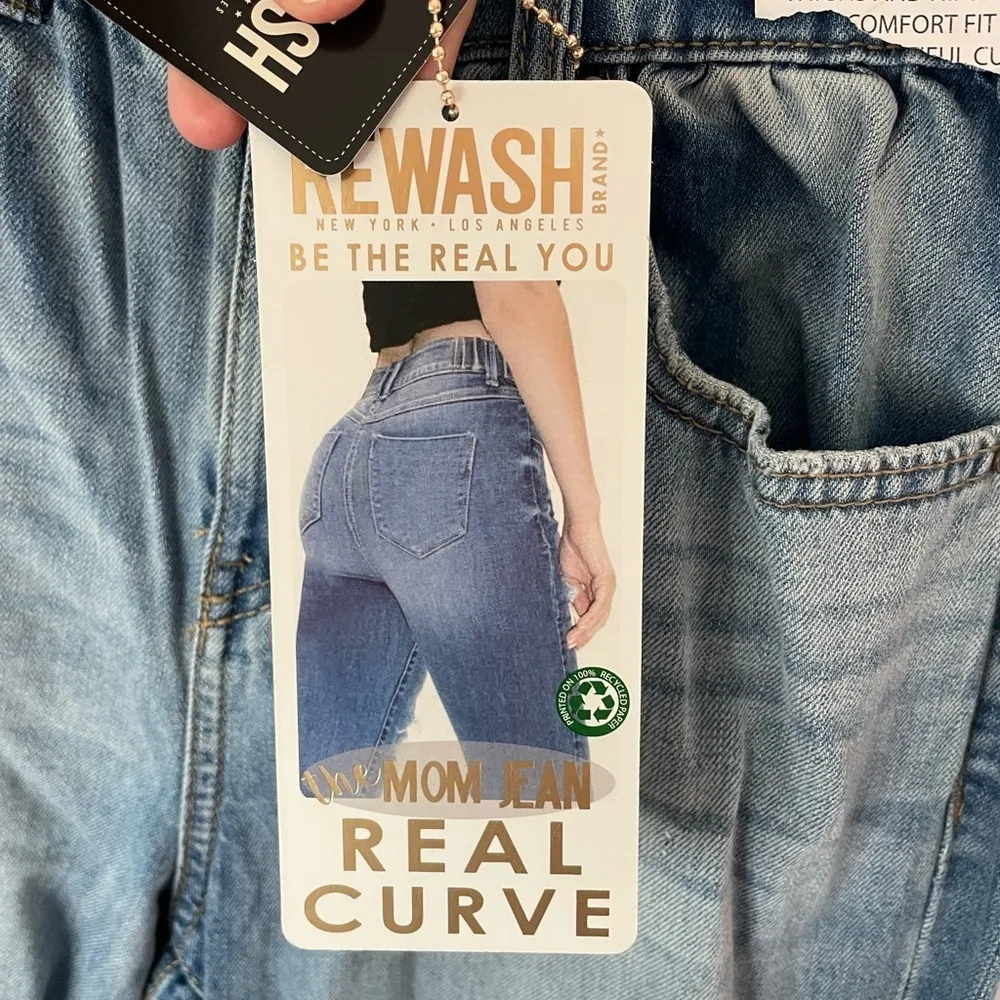 SH
COMFORT FIT
REWASH
BRAND
NEW YORK • LOS ANGELES
BE THE REAL YOU
PRINTED ON 100% RECYCLED PAPER
the MOM JEAN
REAL
CURVE